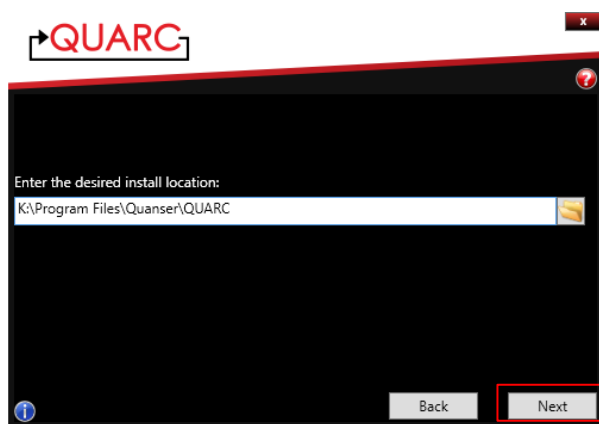 QUARC
x
?
Enter the desired install location:
K:\Program Files\Quanser\QUARC
i
Back
Next